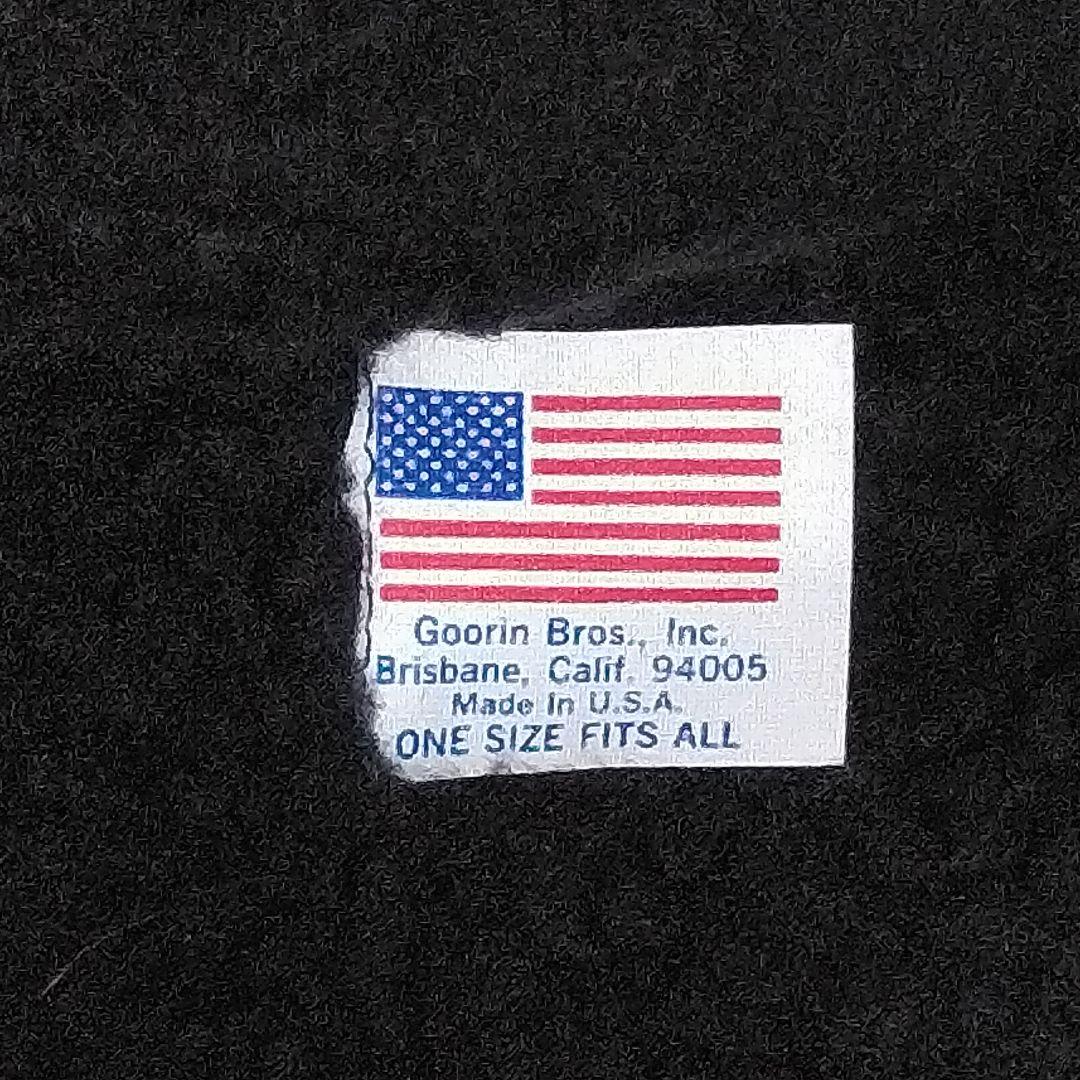 Goorin Bros., Inc.
Brisbane, Calif. 94005
Made in U.S.A.
ONE SIZE FITS ALL